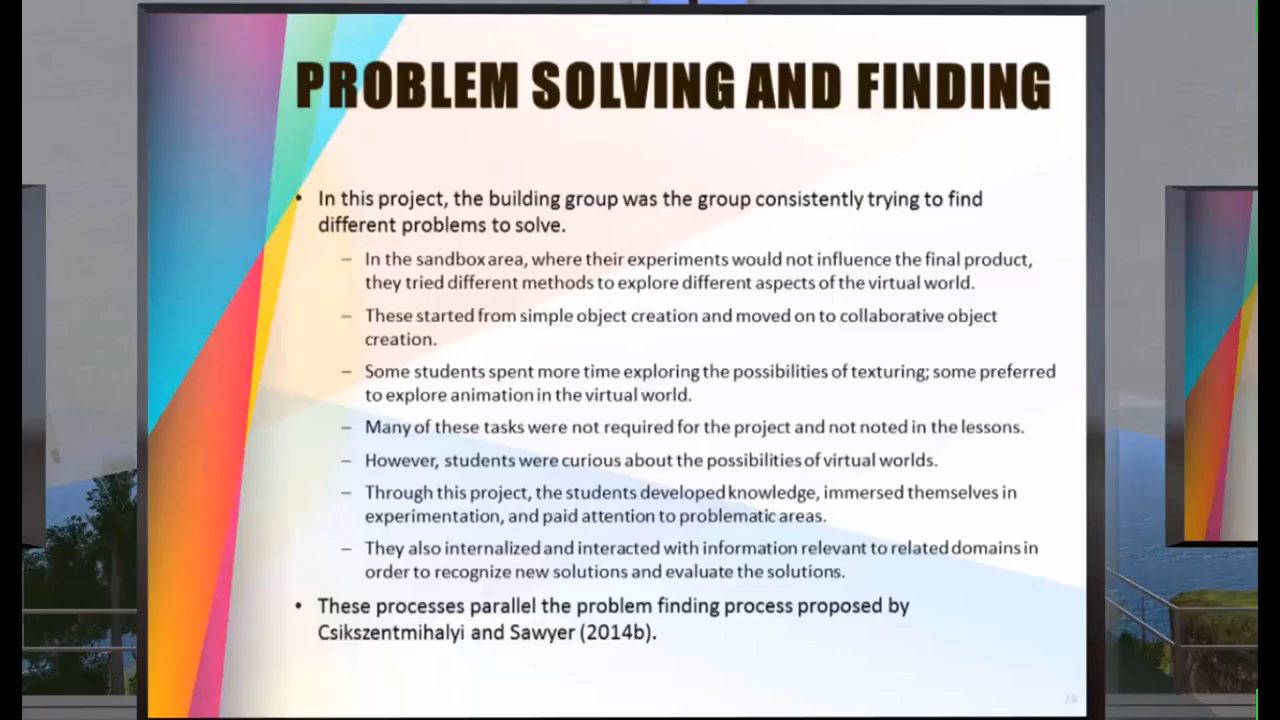 PROBLEM SOLVING AND FINDING
• In this project, the building group was the group consistently trying to find
different problems to solve.
– In the sandbox area, where their experiments would not influence the final product,
they tried different methods to explore different aspects of the virtual world.
– These started from simple object creation and moved on to collaborative object
creation.
– Some students spent more time exploring the possibilities of texturing; some preferred
to explore animation in the virtual world.
– Many of these tasks were not required for the project and not noted in the lessons.
– However, students were curious about the possibilities of virtual worlds.
– Through this project, the students developed knowledge, immersed themselves in
experimentation, and paid attention to problematic areas.
– They also internalized and interacted with information relevant to related domains in
order to recognize new solutions and evaluate the solutions.
• These processes parallel the problem finding process proposed by
Csikszentmihalyi and Sawyer (2014b).